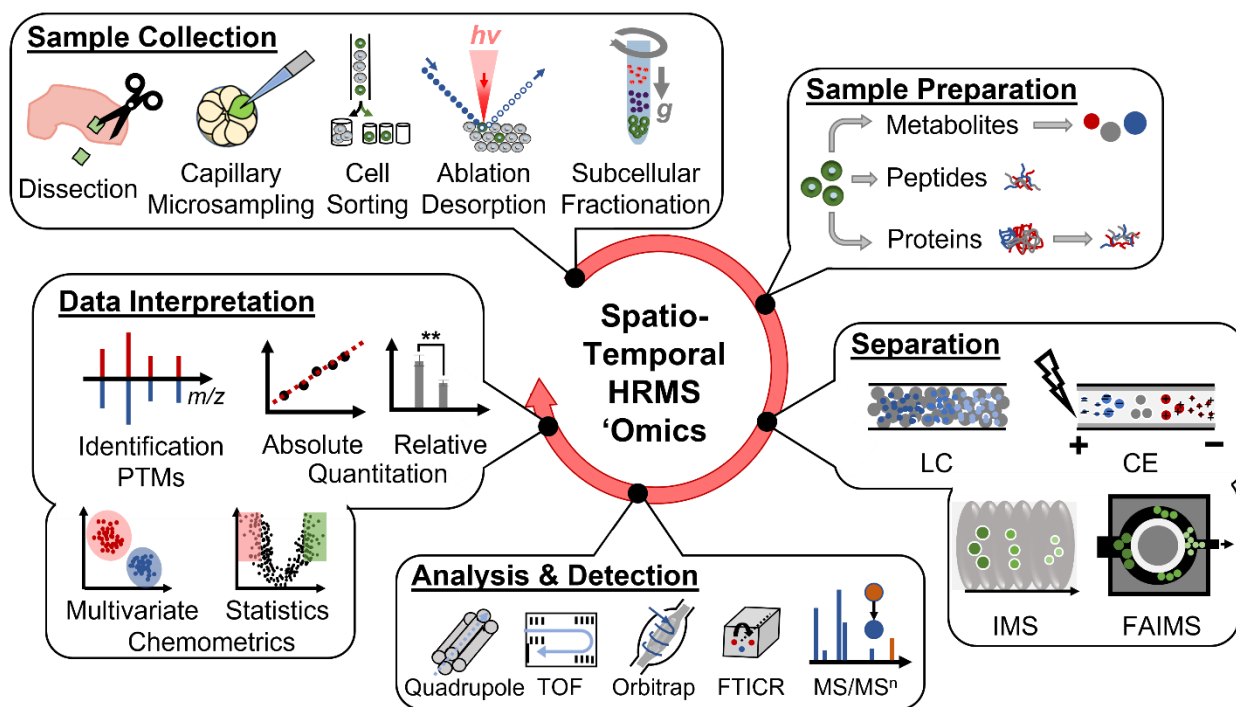 Sample Collection
hv
g
Dissection
Capillary
Microsampling
Cell
Sorting
Ablation
Desorption
Subcellular
Fractionation
Sample Preparation
Metabolites
Peptides
Proteins
Spatio-
Temporal
HRMS
‘Omics
Separation
LC
+
−
CE
IMS
FAIMS
Analysis & Detection
Quadrupole
TOF
Orbitrap
FTICR
MS/MSⁿ
Data Interpretation
m/z
**
Identification
PTMs
Absolute
Relative
Quantitation
Multivariate
Statistics
Chemometrics